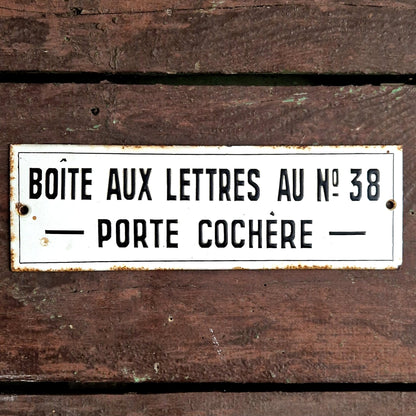 BOÎTE AUX LETTRES AU Nº 38
— PORTE COCHÈRE —